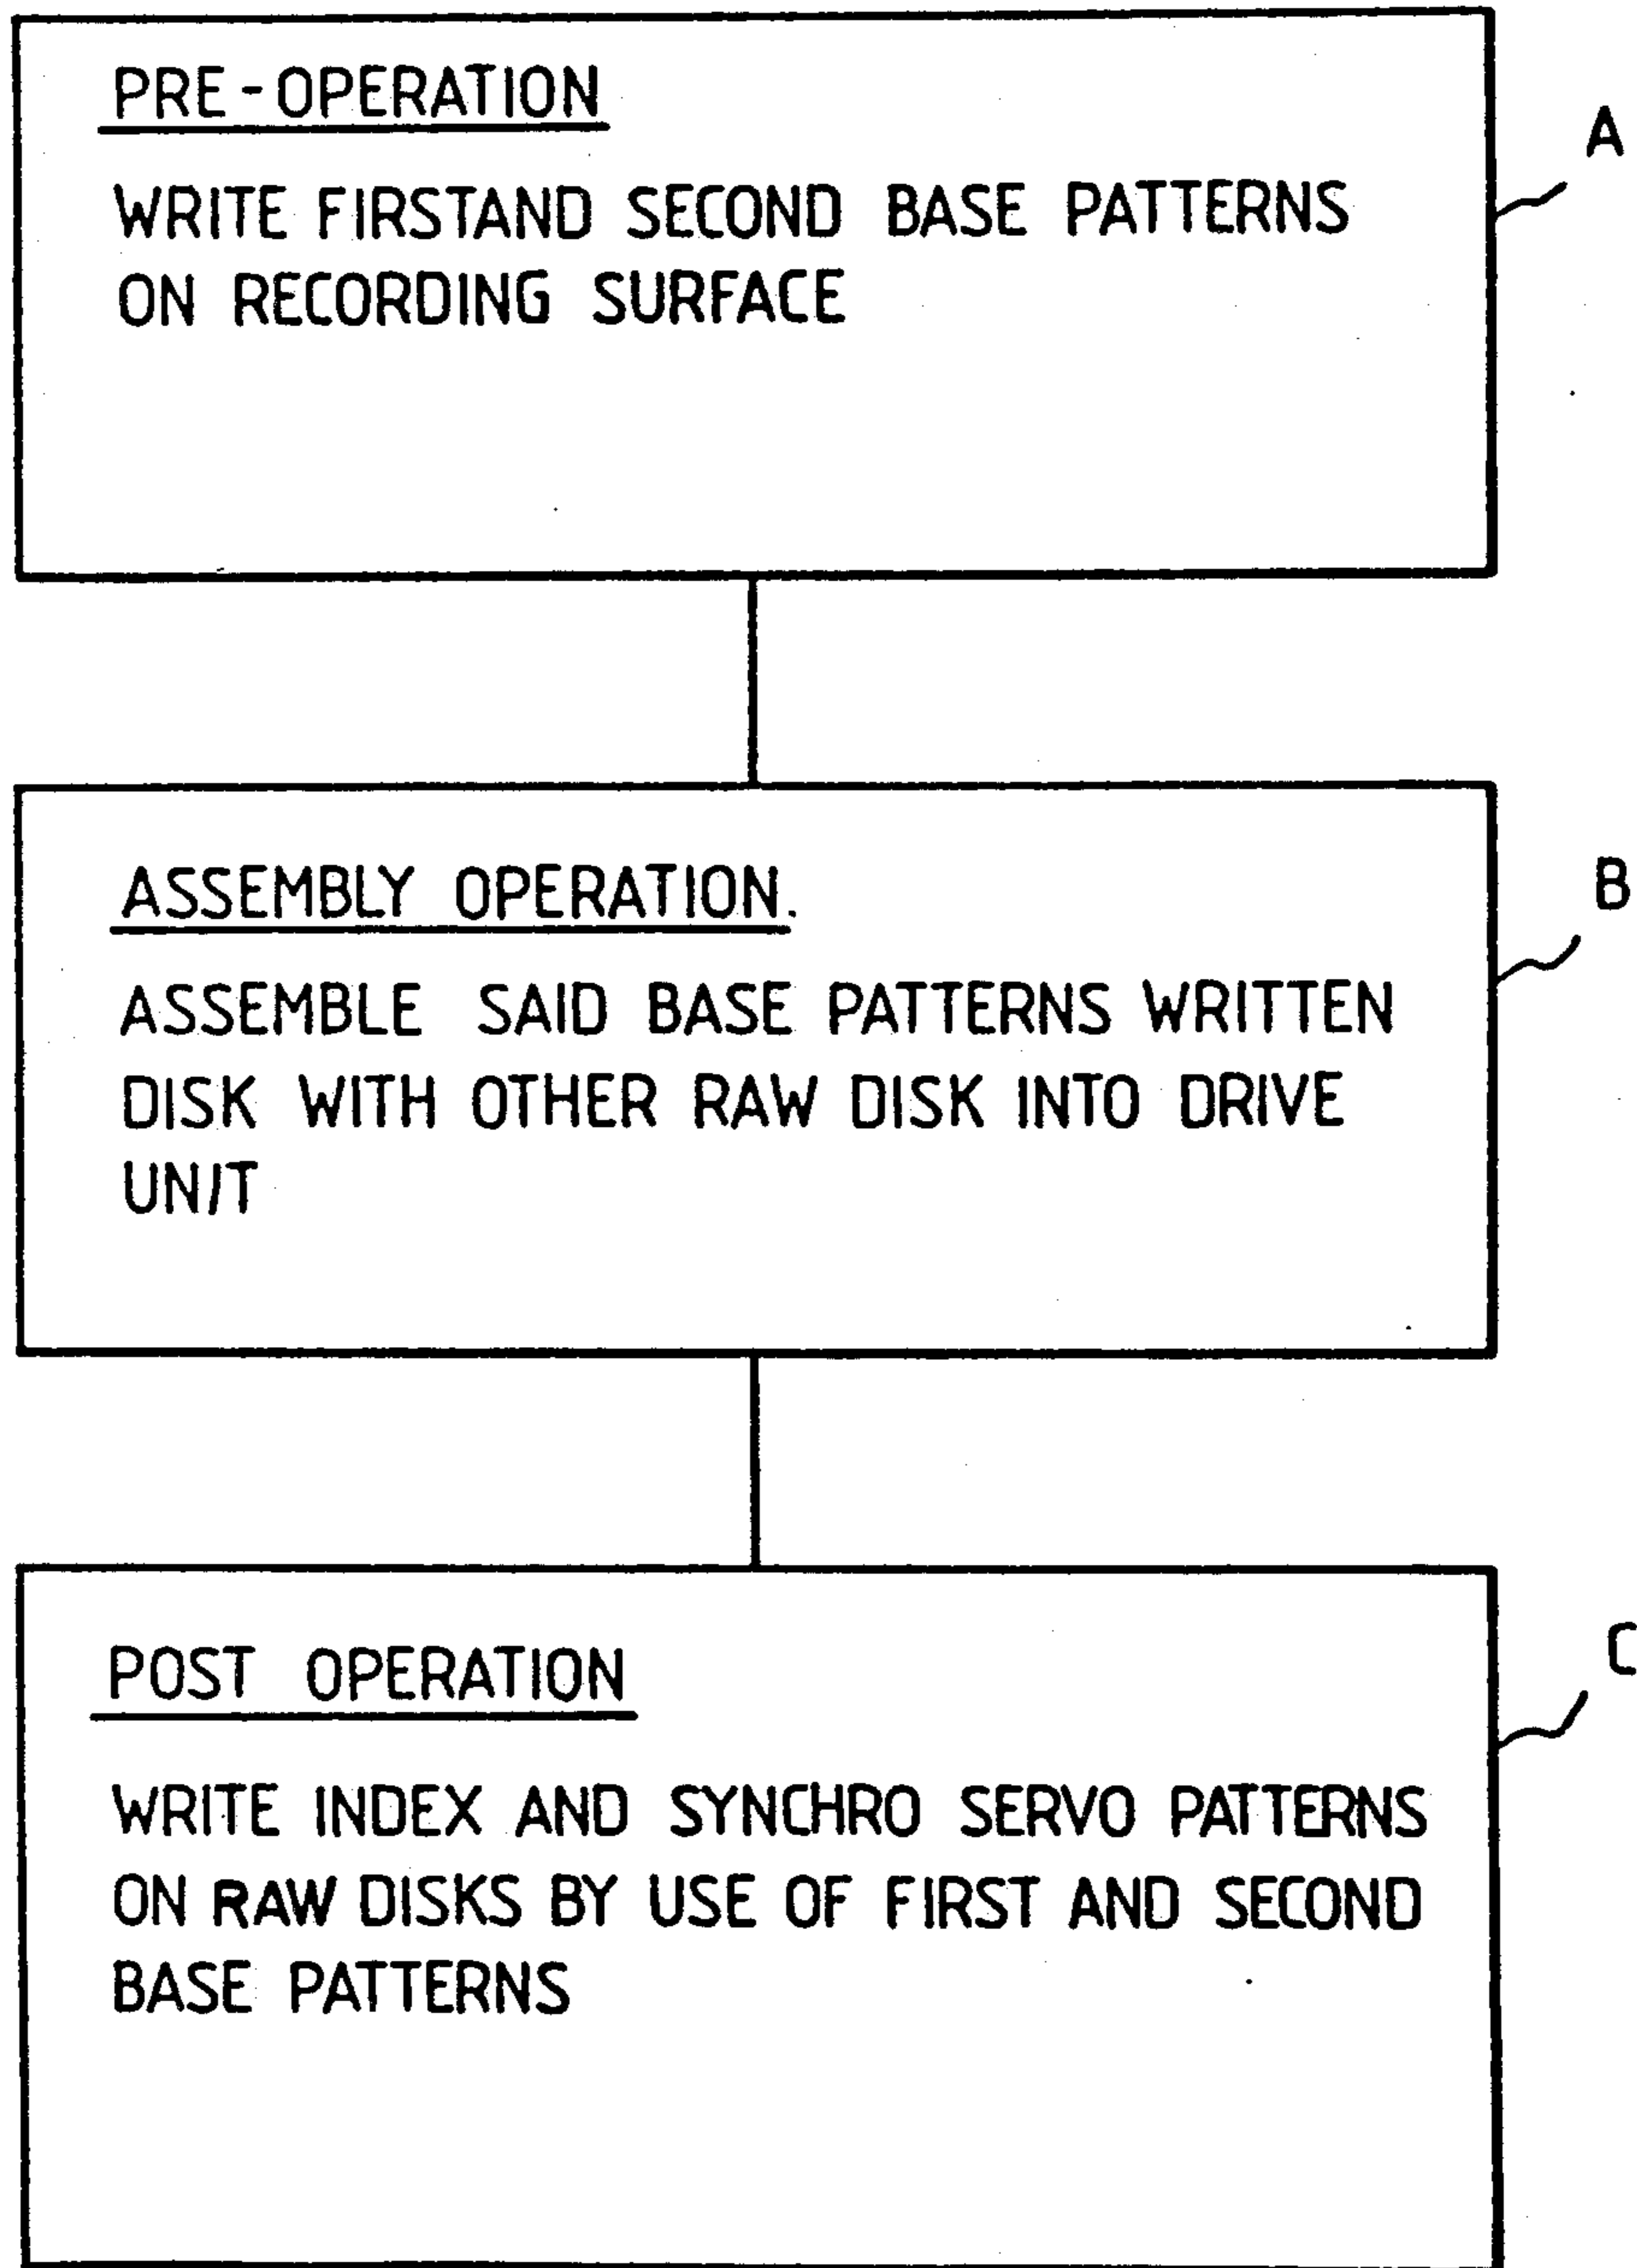 PRE-OPERATION
A
WRITE FIRSTAND SECOND BASE PATTERNS
ON RECORDING SURFACE
ASSEMBLY OPERATION.
B
ASSEMBLE SAID BASE PATTERNS WRITTEN
DISK WITH OTHER RAW DISK INTO DRIVE
UNIT
POST OPERATION
C
WRITE INDEX AND SYNCHRO SERVO PATTERNS
ON RAW DISKS BY USE OF FIRST AND SECOND
BASE PATTERNS